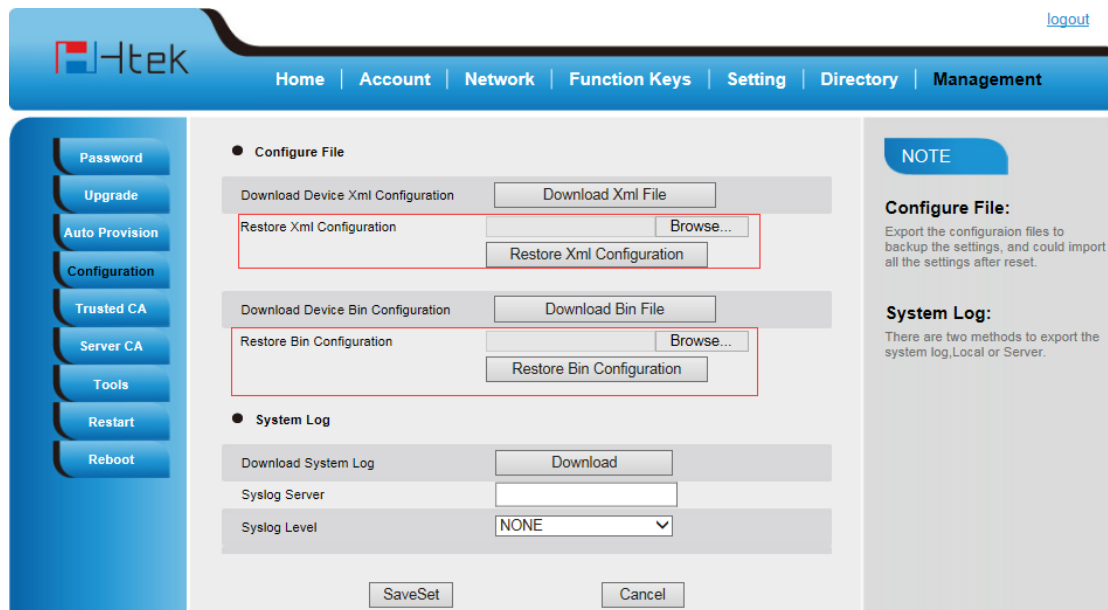 logout
Htek
Home | Account | Network | Function Keys | Setting | Directory | Management
Password
Upgrade
Auto Provision
Configuration
Trusted CA
Server CA
Tools
Restart
Reboot
Configure File
Download Device Xml Configuration Download Xml File
Restore Xml Configuration Browse...
Restore Xml Configuration
Download Device Bin Configuration Download Bin File
Restore Bin Configuration Browse...
Restore Bin Configuration
System Log
Download System Log Download
Syslog Server
Syslog Level NONE
SaveSet Cancel
NOTE
Configure File:
Export the configuraion files to
backup the settings, and could import
all the settings after reset.
System Log:
There are two methods to export the
system log,Local or Server.